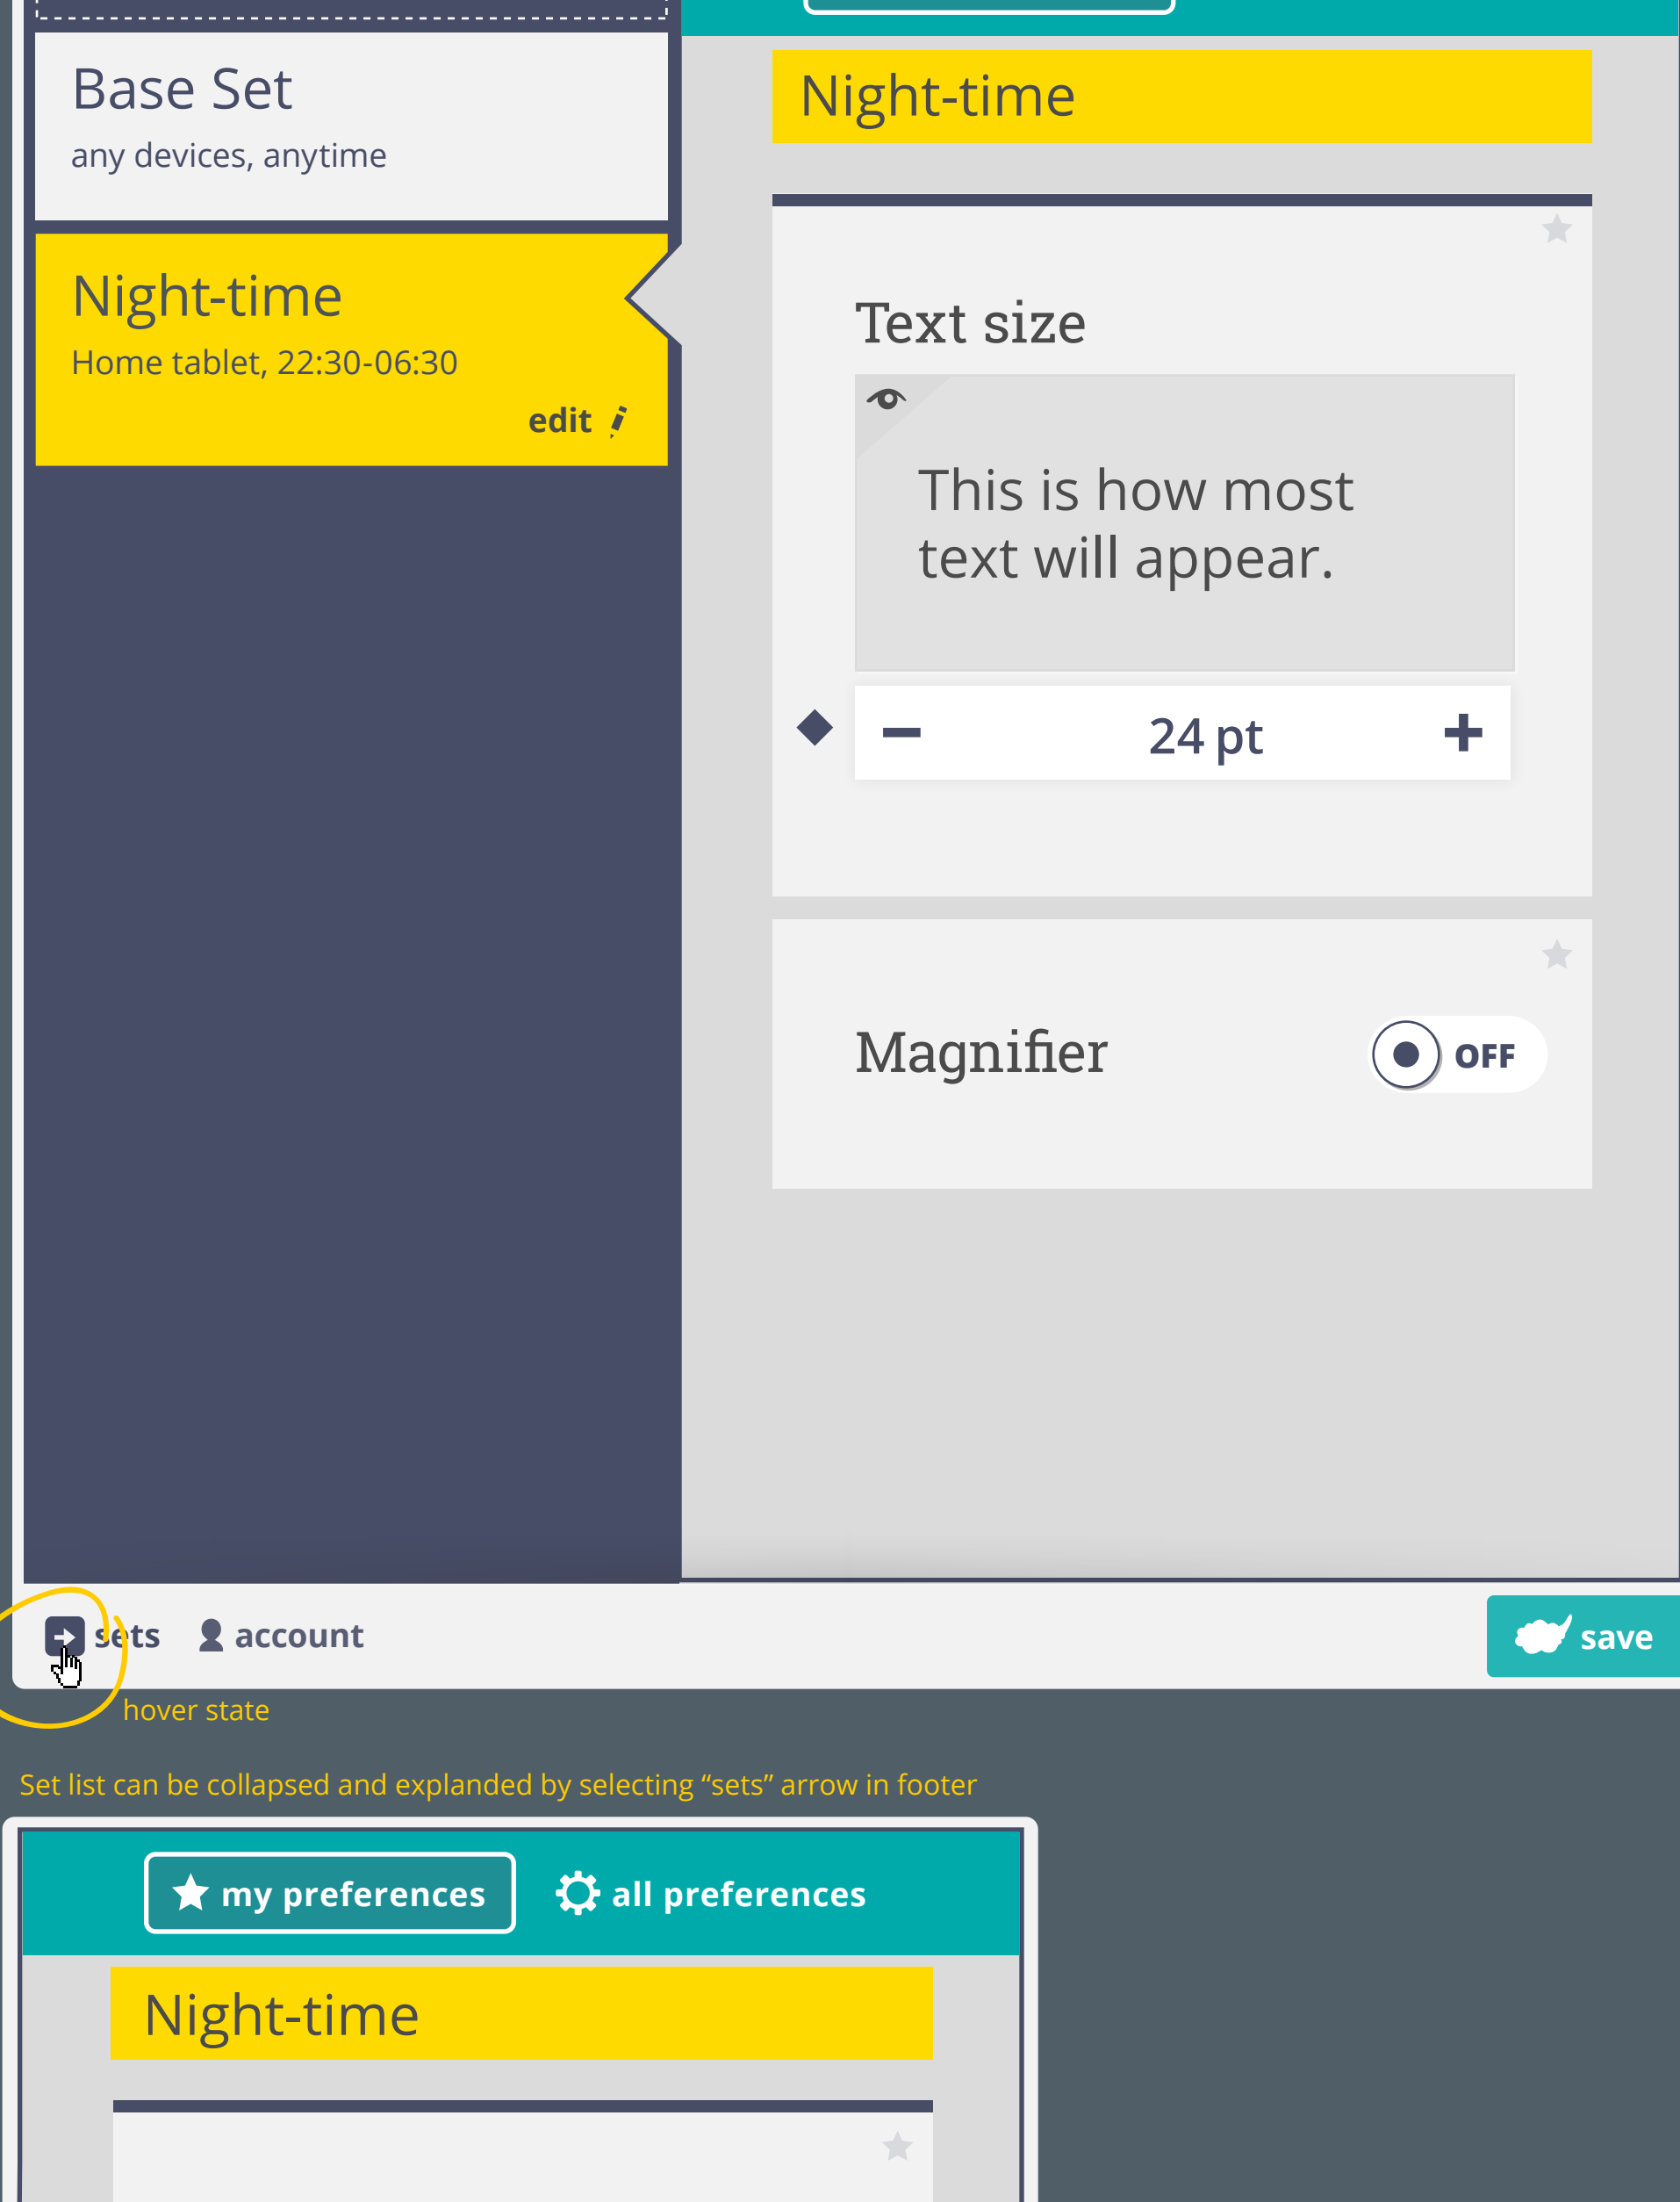 Base Set
any devices, anytime
Night-time
Home tablet, 22:30-06:30
edit
Night-time
Text size
This is how most
text will appear.
24 pt
Magnifier
OFF
sets
account
save
hover state
Set list can be collapsed and explanded by selecting “sets” arrow in footer
my preferences
all preferences
Night-time